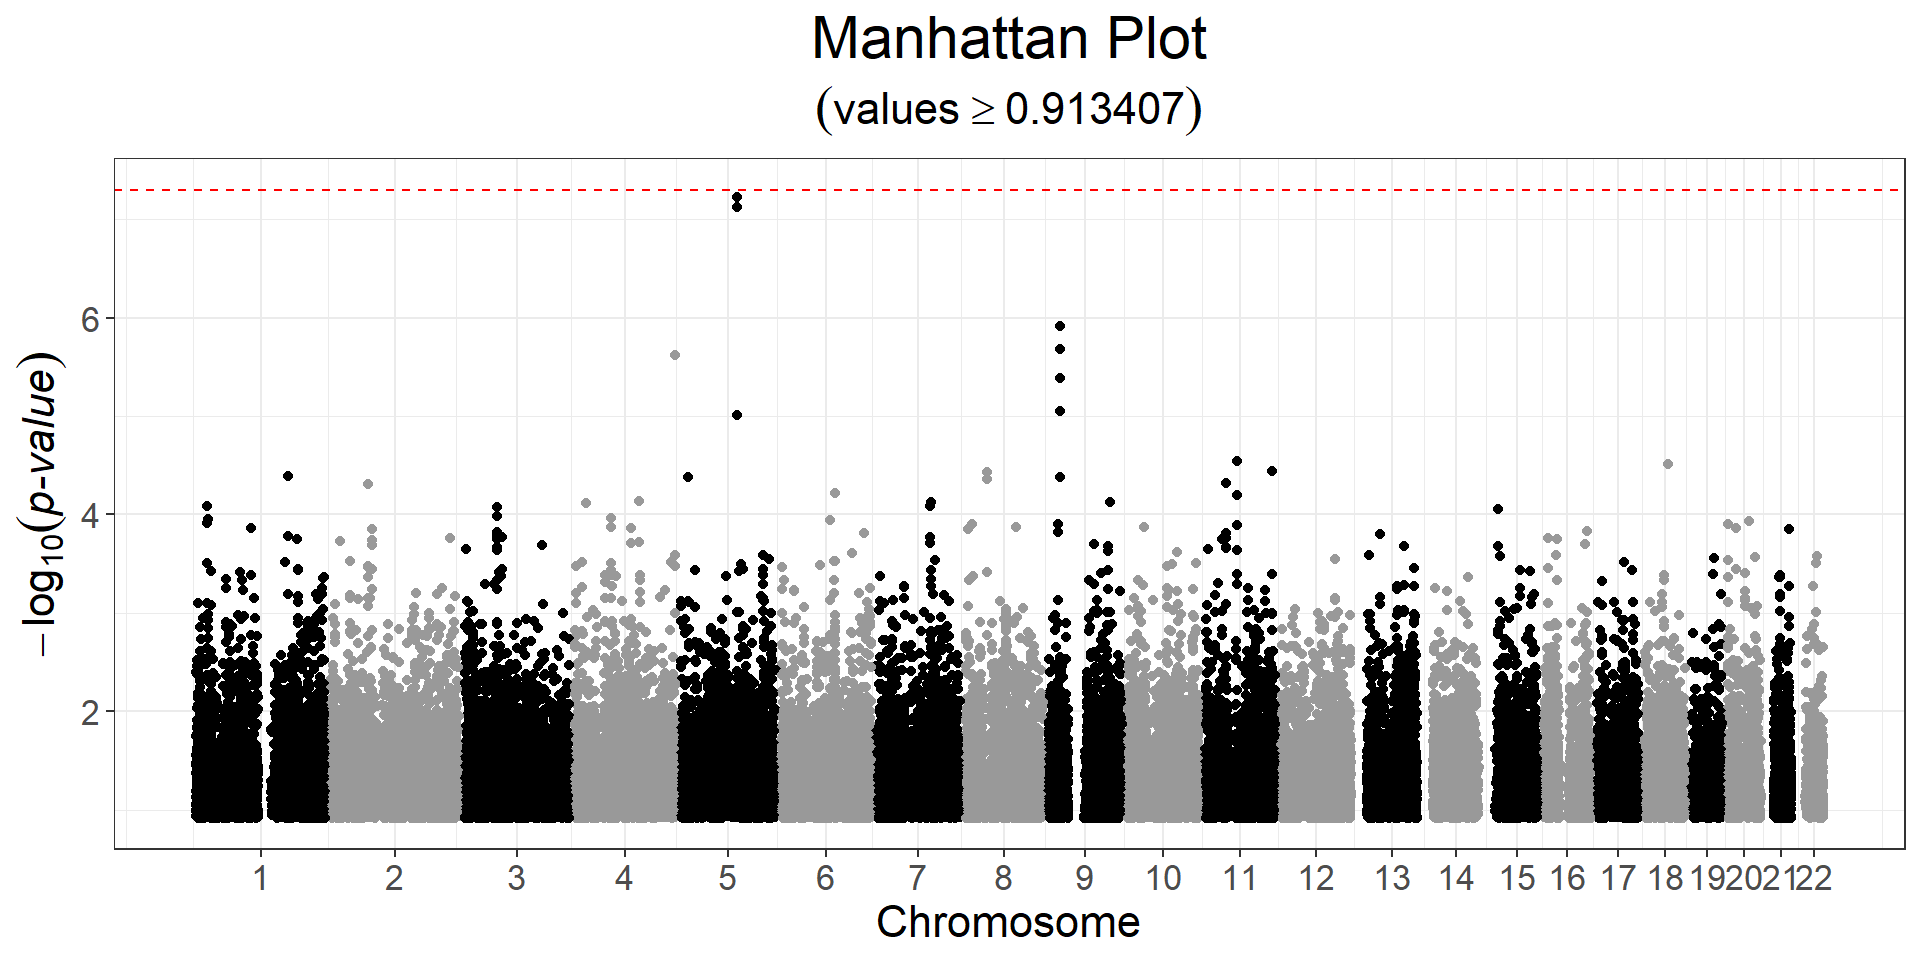 Manhattan Plot
(values ≥ 0.913407)
−log10(p-value)
6
4
2
1 2 3 4 5 6 7 8 9 10 11 12 13 14 15 16 17 18 19 20 21 22
Chromosome